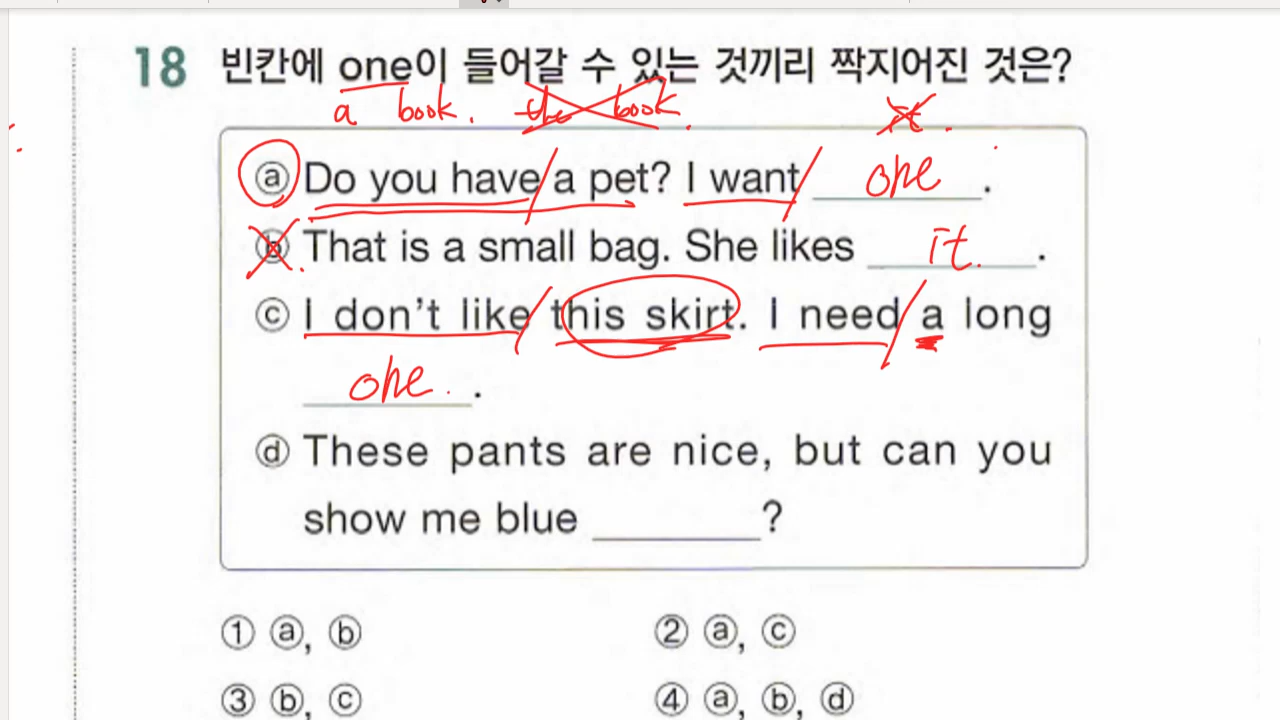 18 빈칸에 one이 들어갈 수 있는 것끼리 짝지어진 것은?
a book. the book. it.
ⓐ Do you have / a pet? I want / one .
ⓑ That is a small bag. She likes it .
ⓒ I don't like / this skirt. I need / a long
one .
ⓓ These pants are nice, but can you
show me blue ______?
① ⓐ, ⓑ ② ⓐ, ⓒ
③ ⓑ, ⓒ ④ ⓐ, ⓑ, ⓓ